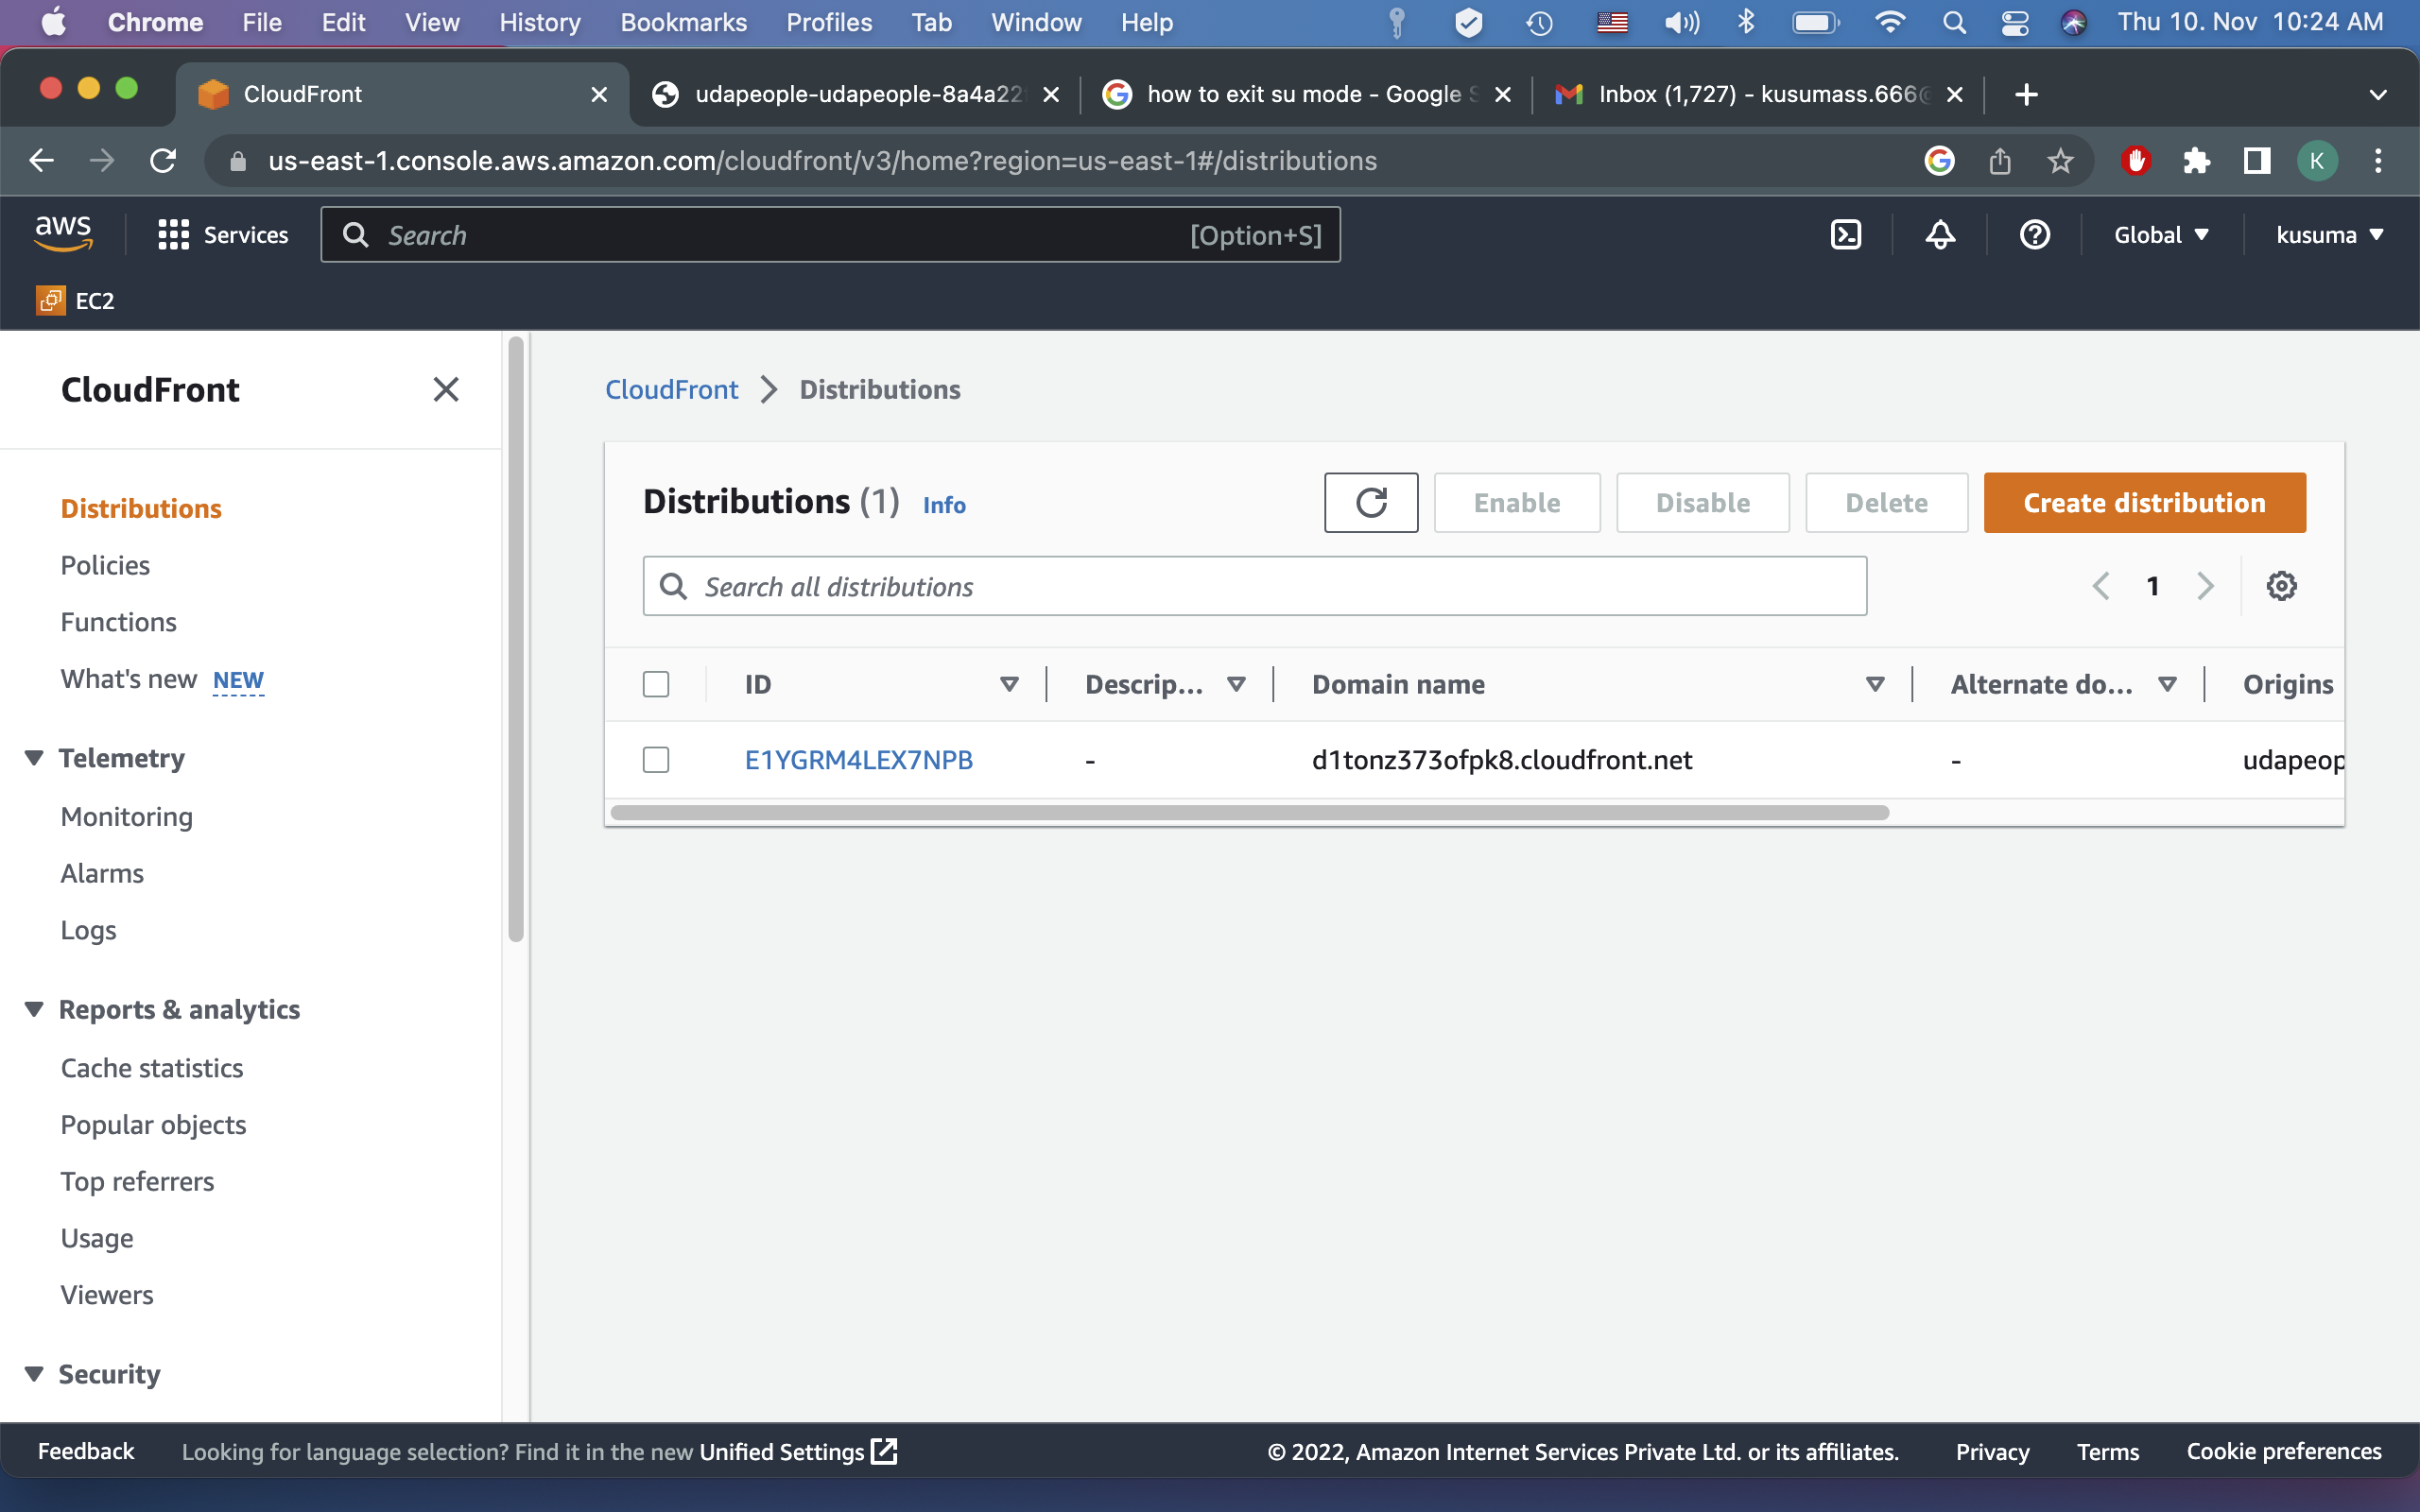 Chrome File Edit View History Bookmarks Profiles Tab Window Help Thu 10. Nov 10:24 AM
CloudFront udapeople-udapeople-8a4a22 how to exit su mode - Google Inbox (1,727) - kusumass.666
us-east-1.console.aws.amazon.com/cloudfront/v3/home?region=us-east-1#/distributions K
aws Services Search [Option+S] Global kusuma
EC2
CloudFront
Distributions
Policies
Functions
What's new NEW
Telemetry
Monitoring
Alarms
Logs
Reports & analytics
Cache statistics
Popular objects
Top referrers
Usage
Viewers
Security
CloudFront Distributions
Distributions (1) Info Enable Disable Delete Create distribution
Search all distributions 1
ID Descrip... Domain name Alternate do... Origins
E1YGRM4LEX7NPB - d1tonz373ofpk8.cloudfront.net - udapeop
Feedback Looking for language selection? Find it in the new Unified Settings © 2022, Amazon Internet Services Private Ltd. or its affiliates. Privacy Terms Cookie preferences